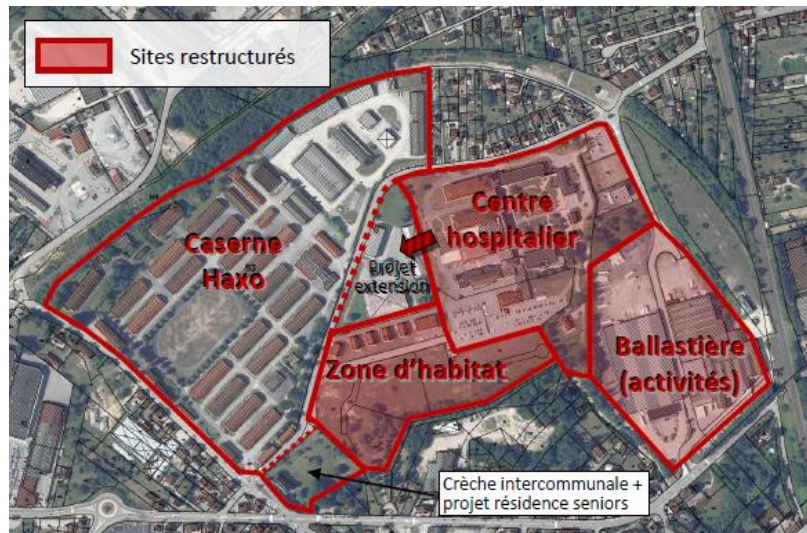 Sites restructurés
Centre
hospitalier
Caserne
Haxo
Projet
extension
Ballastière
(activités)
Zone d'habitat
Crèche intercommunale +
projet résidence seniors